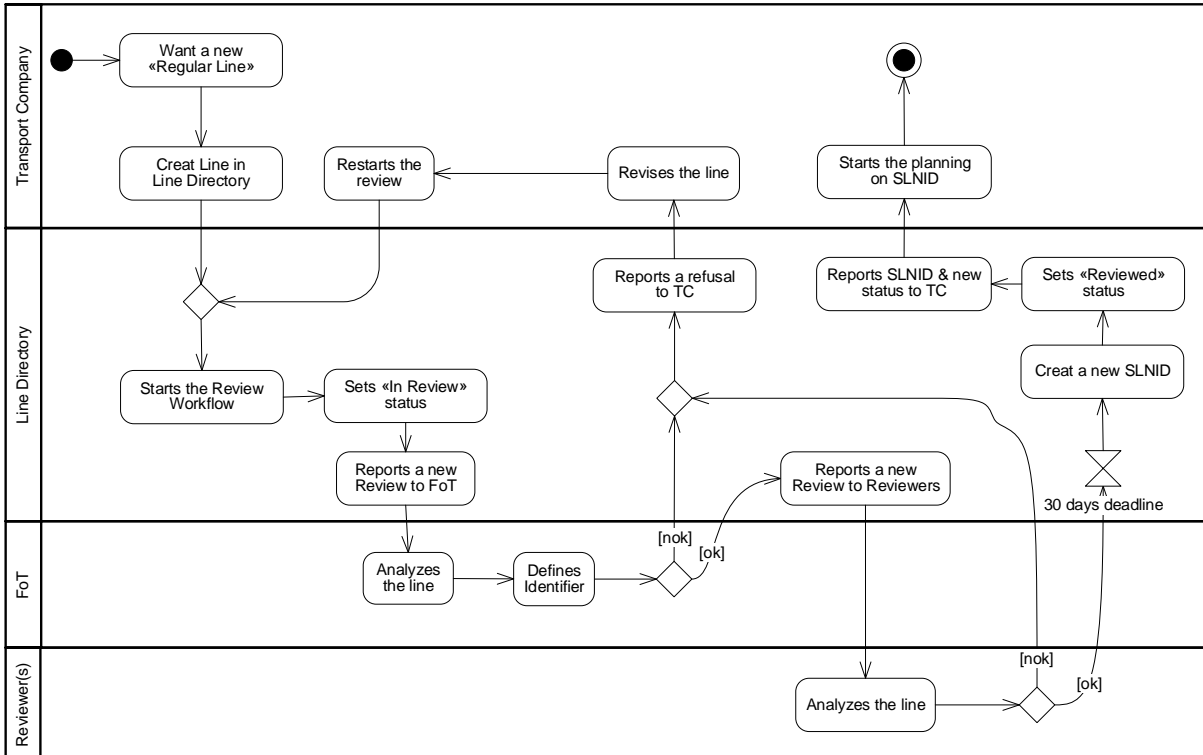 Transport Company
Want a new
«Regular Line»
Creat Line in
Line Directory
Restarts the
review
Revises the line
Starts the planning
on SLNID
Line Directory
Reports a refusal
to TC
Reports SLNID & new
status to TC
Sets «Reviewed»
status
Creat a new SLNID
Starts the Review
Workflow
Sets «In Review»
status
Reports a new
Review to FoT
Reports a new
Review to Reviewers
30 days deadline
FoT
Analyzes
the line
Defines
Identifier
[nok]
[ok]
Reviewer(s)
Analyzes the line
[nok]
[ok]